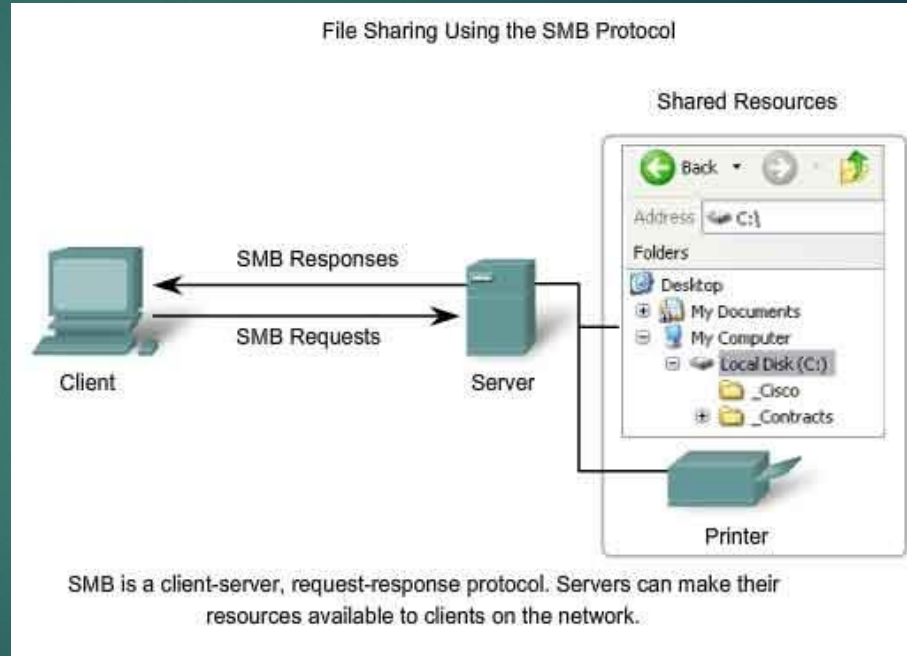 File Sharing Using the SMB Protocol
Shared Resources
Back
Address C:\
Folders
Desktop
My Documents
My Computer
Local Disk (C:)
_Cisco
_Contracts
SMB Responses
SMB Requests
Client
Server
Printer
SMB is a client-server, request-response protocol. Servers can make their
resources available to clients on the network.